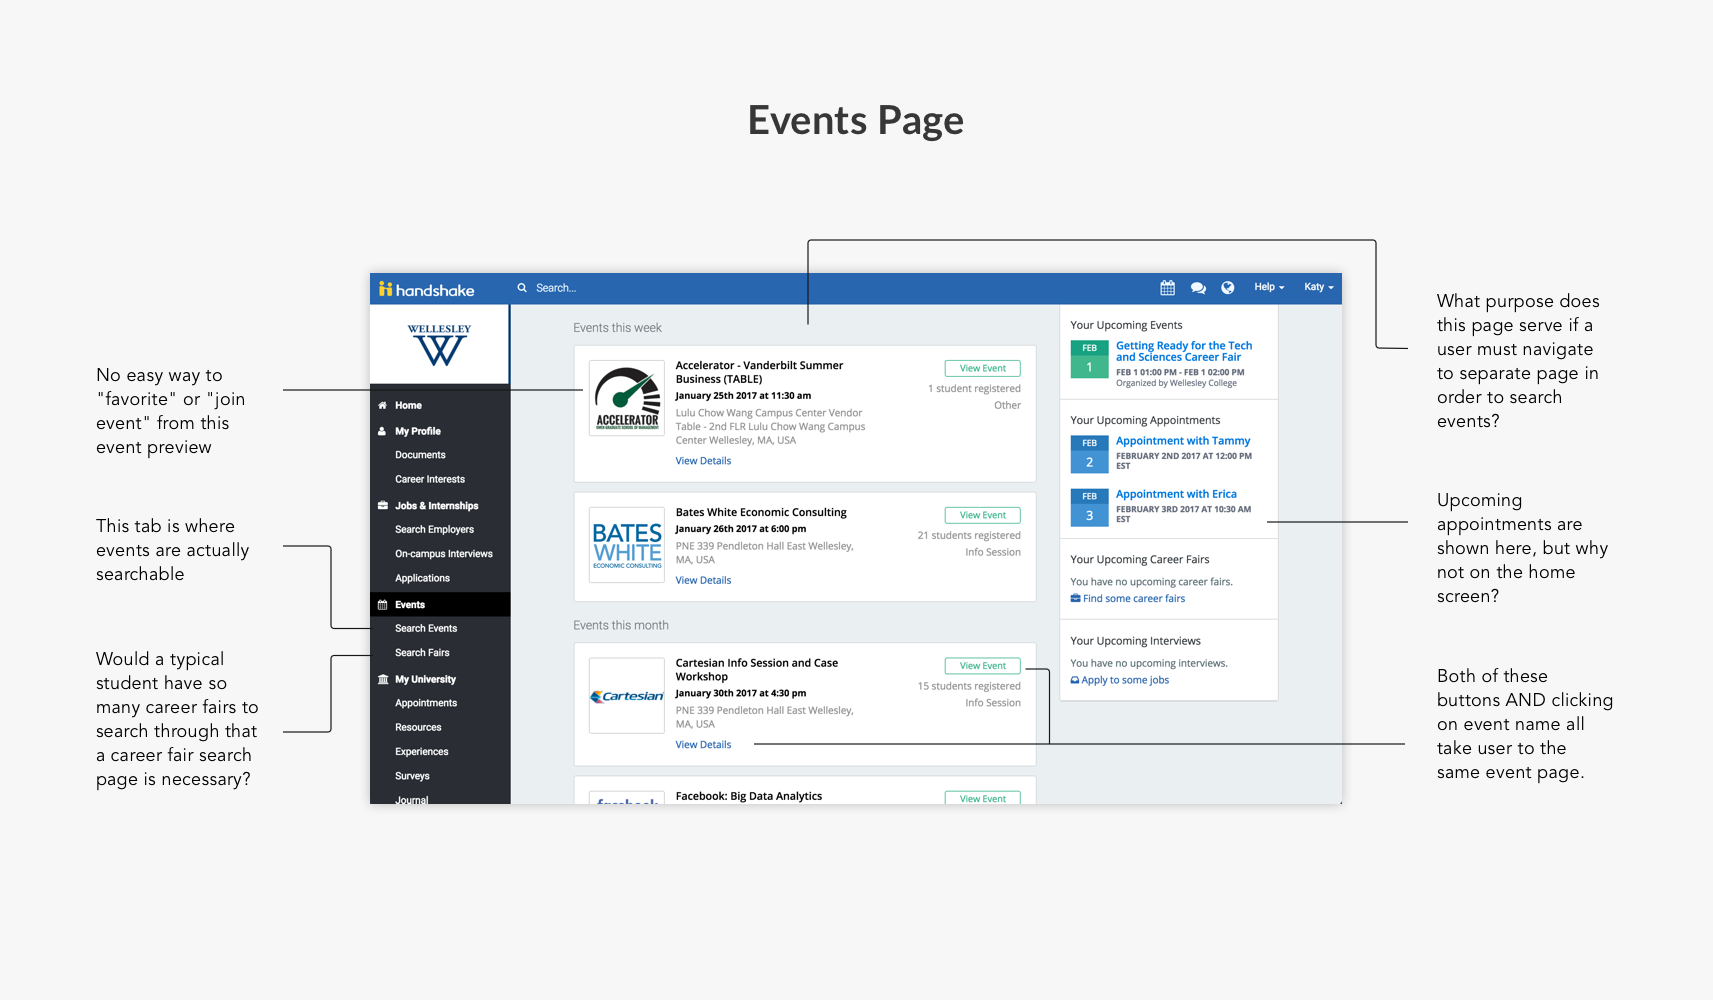 Events Page
No easy way to
"favorite" or "join
event" from this
event preview
This tab is where
events are actually
searchable
Would a typical
student have so
many career fairs to
search through that
a career fair search
page is necessary?
handshake
Search...
Help
Katy
WELLESLEY
W
Home
My Profile
Documents
Career Interests
Jobs & Internships
Search Employers
On-campus Interviews
Applications
Events
Search Events
Search Fairs
My University
Appointments
Resources
Experiences
Surveys
Journal
Events this week
ACCELERATOR
Accelerator - Vanderbilt Summer
Business (TABLE)
January 25th 2017 at 11:30 am
Lulu Chow Wang Campus Center Vendor
Table - 2nd FLR Lulu Chow Wang Campus
Center Wellesley, MA, USA
View Details
View Event
1 student registered
Other
BATES
WHITE
ECONOMIC CONSULTING
Bates White Economic Consulting
January 26th 2017 at 6:00 pm
PNE 339 Pendleton Hall East Wellesley,
MA, USA
View Details
View Event
21 students registered
Info Session
Events this month
Cartesian
Cartesian Info Session and Case
Workshop
January 30th 2017 at 4:30 pm
PNE 339 Pendleton Hall East Wellesley,
MA, USA
View Details
View Event
15 students registered
Info Session
facebook
Facebook: Big Data Analytics
View Event
Your Upcoming Events
FEB
1
Getting Ready for the Tech
and Sciences Career Fair
FEB 1 01:00 PM - FEB 1 02:00 PM
Organized by Wellesley College
Your Upcoming Appointments
FEB
2
Appointment with Tammy
FEBRUARY 2ND 2017 AT 12:00 PM
EST
FEB
3
Appointment with Erica
FEBRUARY 3RD 2017 AT 10:30 AM
EST
Your Upcoming Career Fairs
You have no upcoming career fairs.
Find some career fairs
Your Upcoming Interviews
You have no upcoming interviews.
Apply to some jobs
What purpose does
this page serve if a
user must navigate
to separate page in
order to search
events?
Upcoming
appointments are
shown here, but why
not on the home
screen?
Both of these
buttons AND clicking
on event name all
take user to the
same event page.